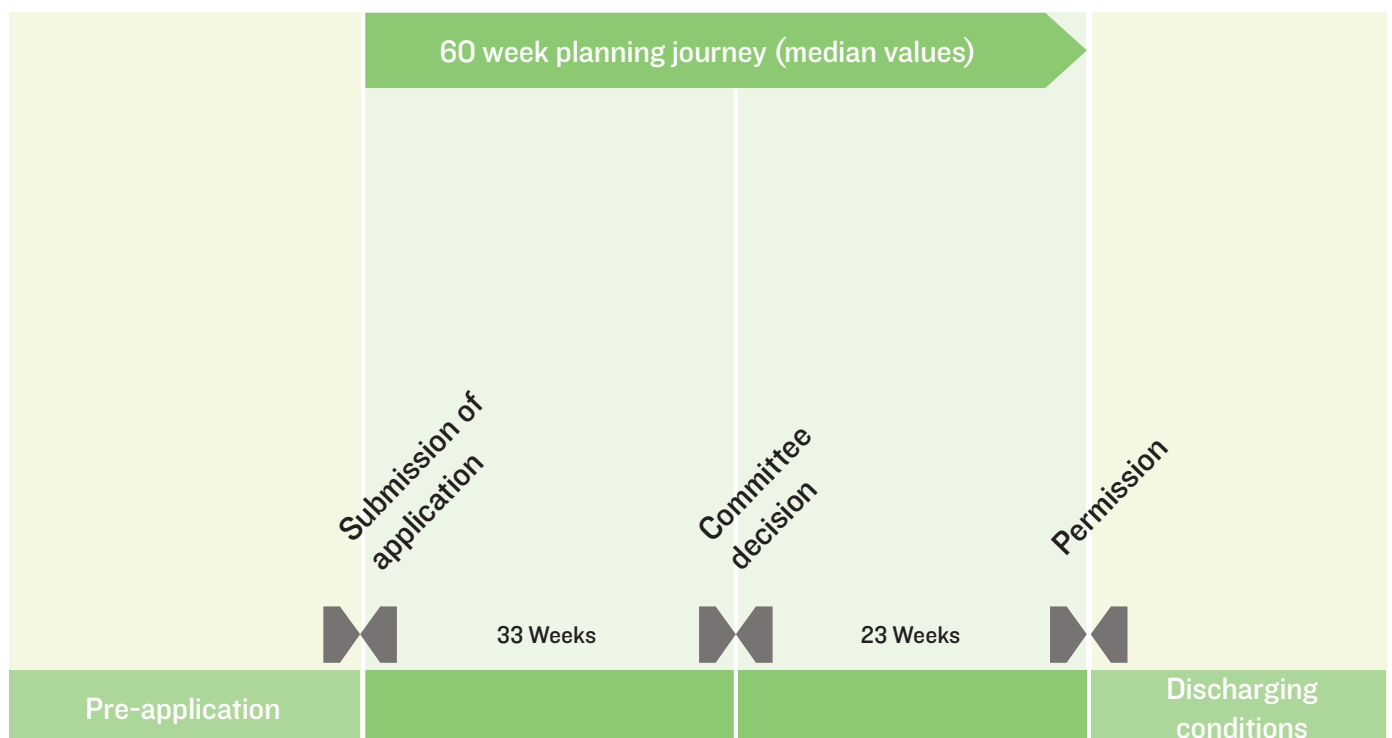 60 week planning journey (median values)
Submission of
application
Committee
decision
Permission
33 Weeks
23 Weeks
Pre-application
Discharging
conditions